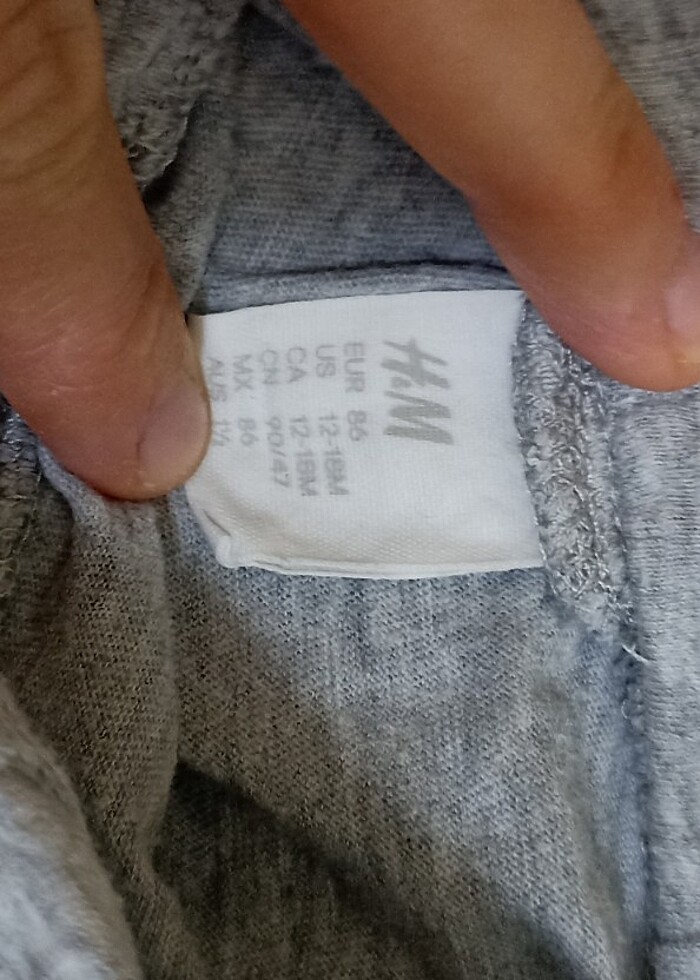 H&M
EUR 86
US 12-18M
CA 12-18M
CN 90/47
MX 86
AUS